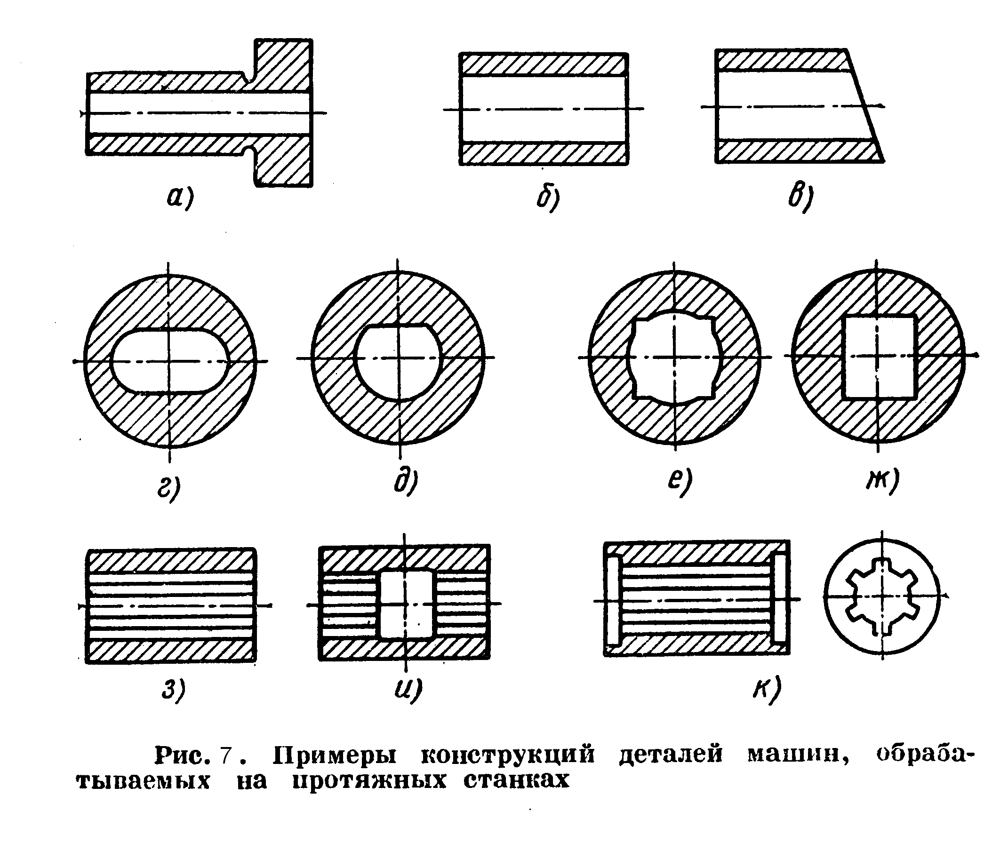 а) б) в)
г) д) е) ж)
з) и) к)
Рис. 7. Примеры конструкций деталей машин, обраба-
тываемых на протяжных станках